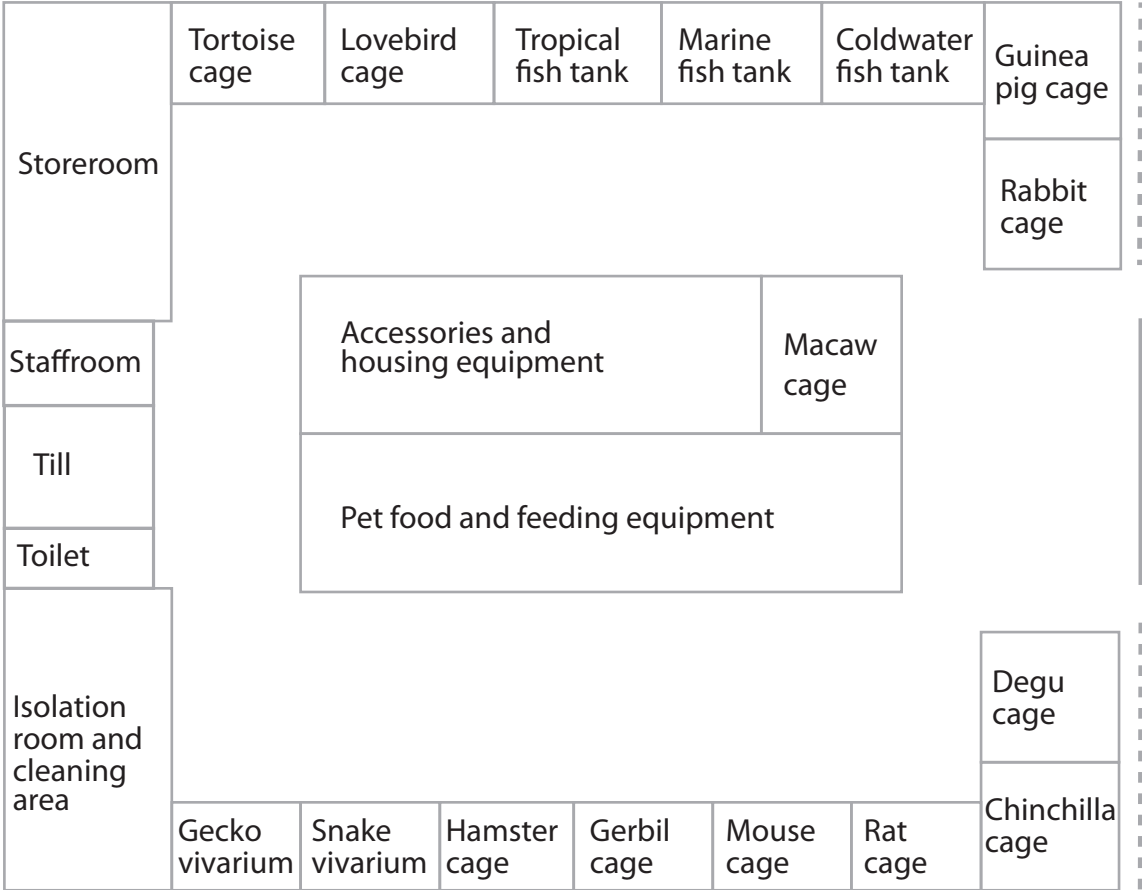 Tortoise
cage
Lovebird
cage
Tropical
fish tank
Marine
fish tank
Coldwater
fish tank
Guinea
pig cage
Storeroom
Rabbit
cage
Accessories and
housing equipment
Macaw
cage
Staffroom
Till
Pet food and feeding equipment
Toilet
Isolation
room and
cleaning
area
Degu
cage
Gecko
vivarium
Snake
vivarium
Hamster
cage
Gerbil
cage
Mouse
cage
Rat
cage
Chinchilla
cage